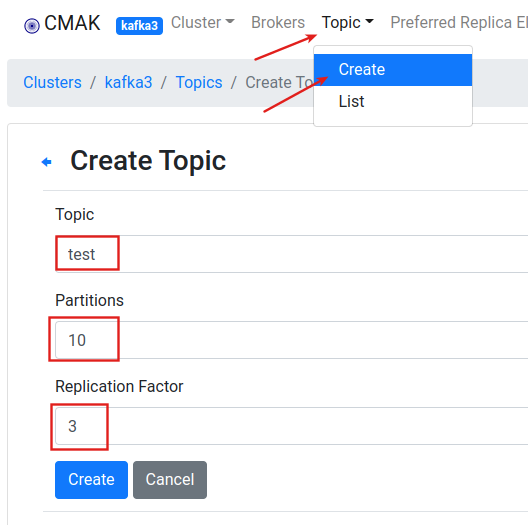 CMAK kafka3 Cluster Brokers Topic Preferred Replica El
Clusters / kafka3 / Topics / Create To
Create
List
Create Topic
Topic
test
Partitions
10
Replication Factor
3
Create Cancel